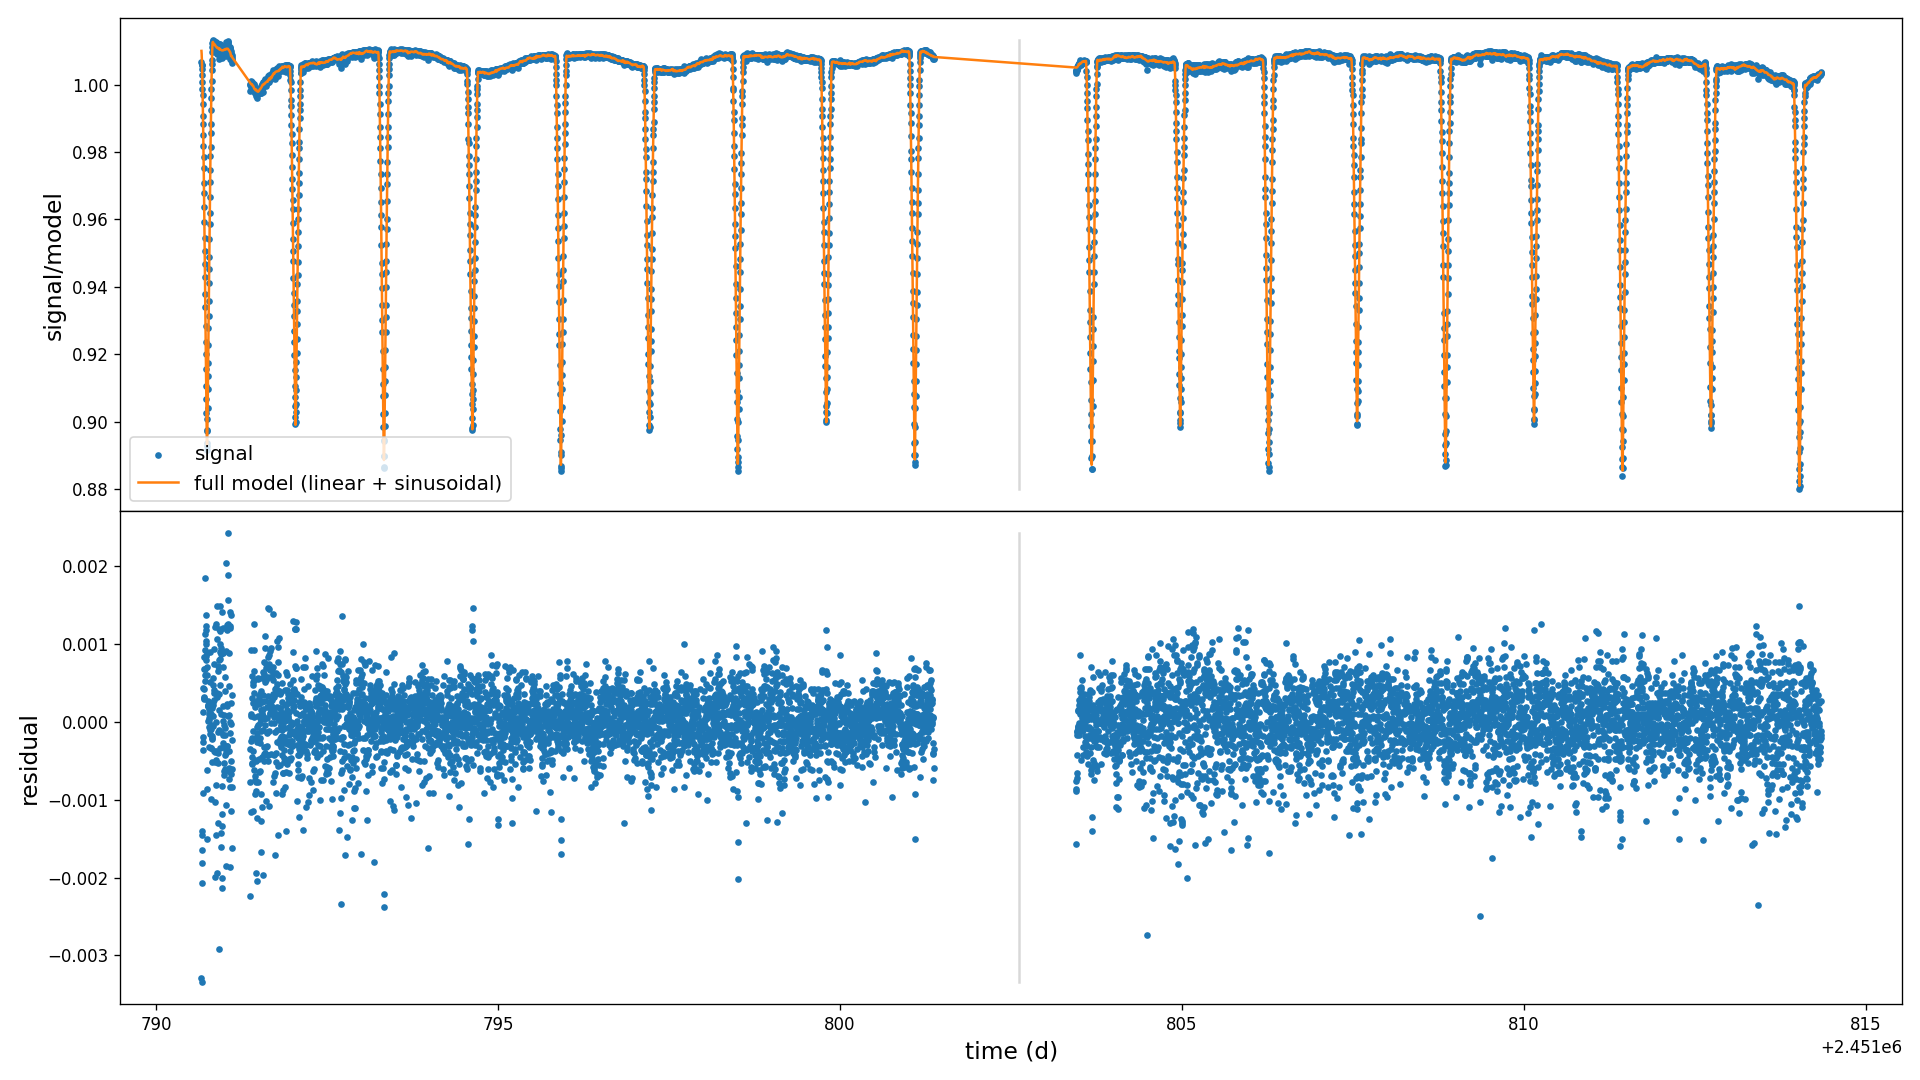 signal/model
1.00
0.98
0.96
0.94
0.92
0.90
0.88
signal
full model (linear + sinusoidal)
residual
0.002
0.001
0.000
−0.001
−0.002
−0.003
790 795 800 805 810 815
time (d)
+2.451e6